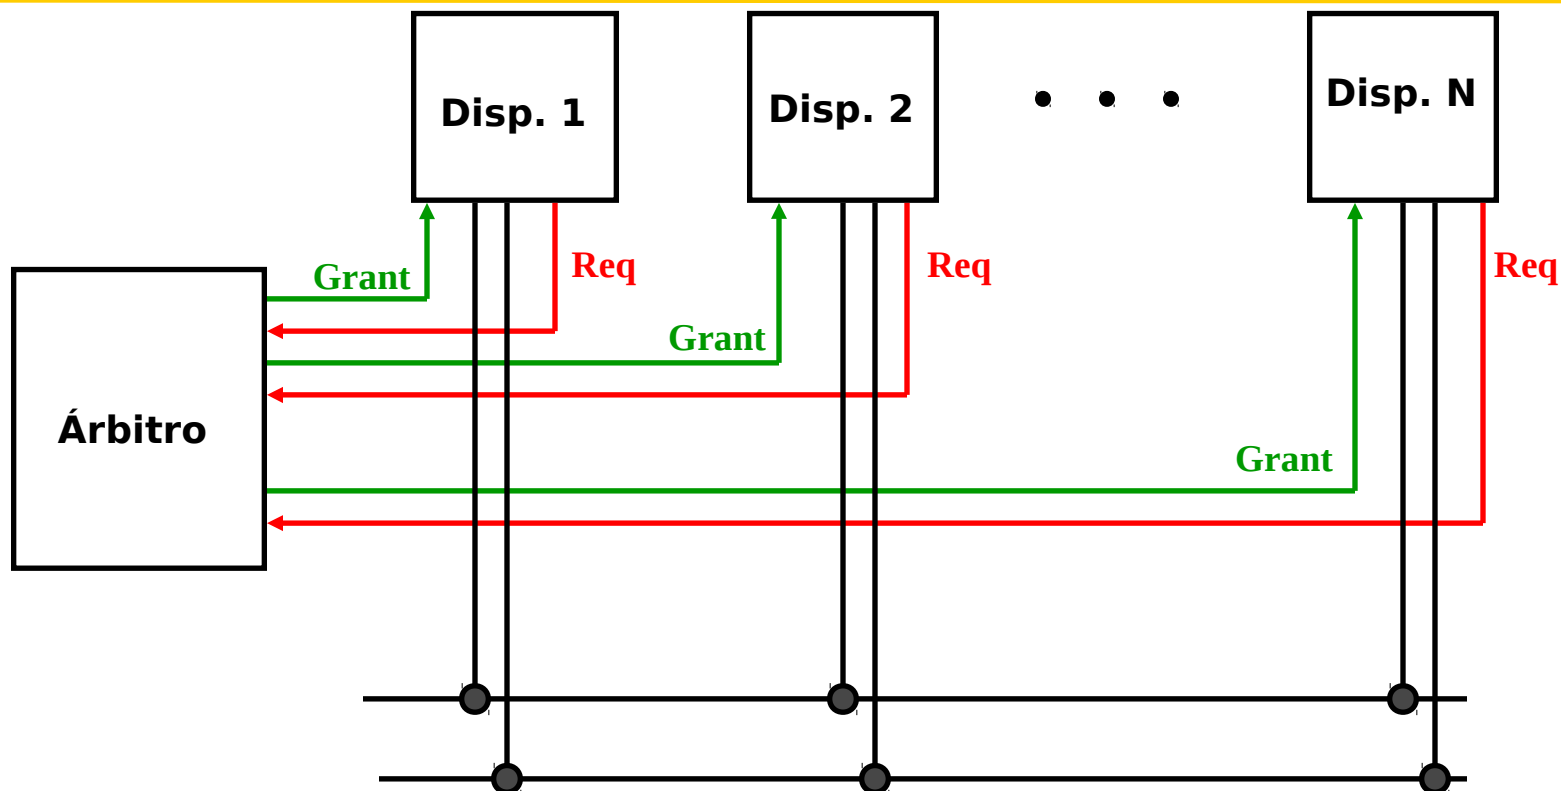 Disp. 1
Disp. 2
Disp. N
Grant
Req
Req
Req
Grant
Árbitro
Grant